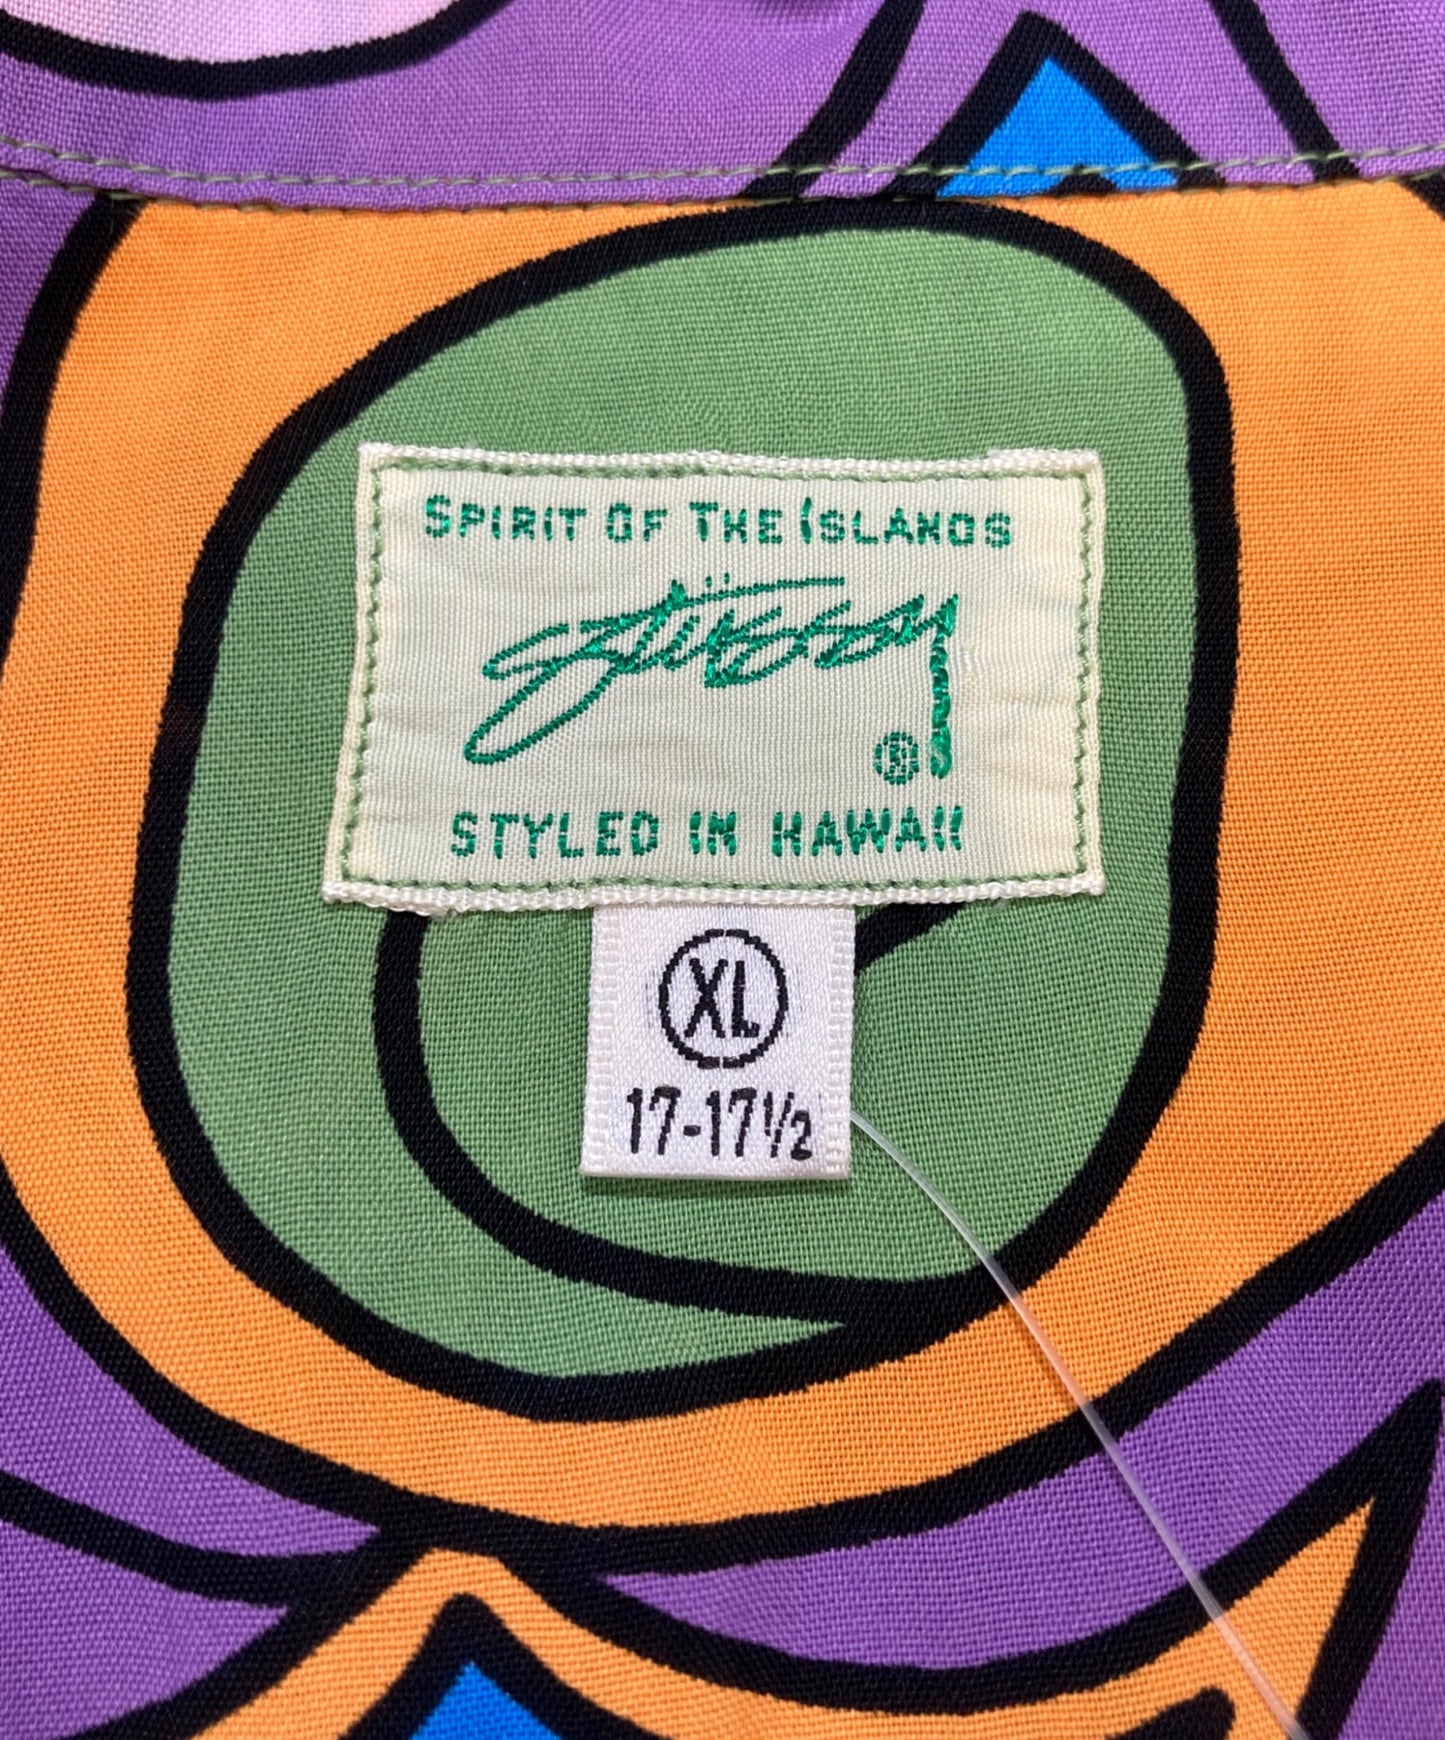 SPIRIT OF THE ISLANDS
Stüssy ®
STYLED IN HAWAII
XL
17-17½